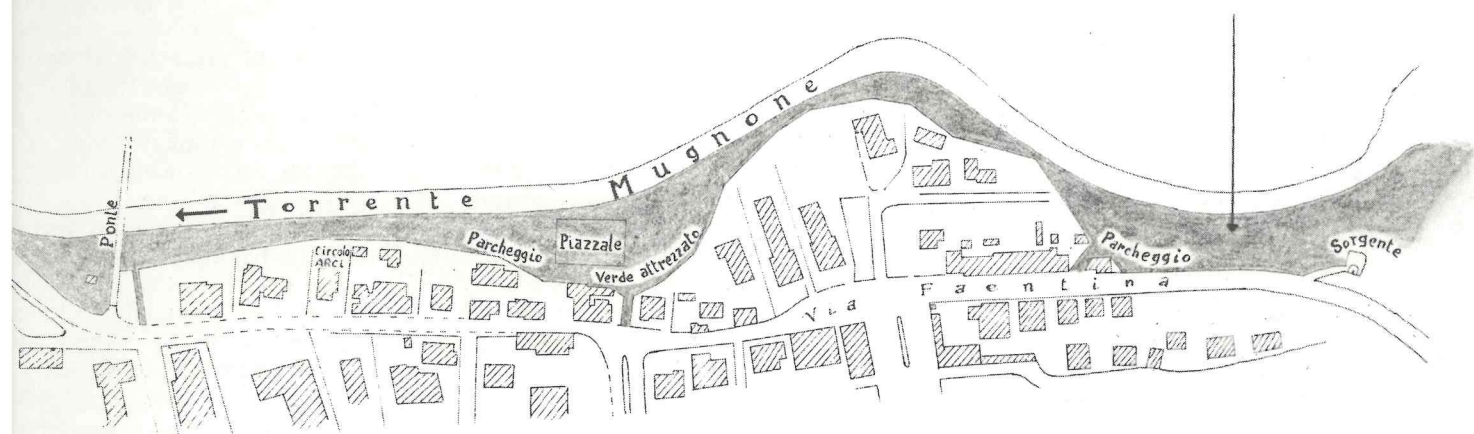 Torrente Mugnone
Ponte
Circolo
ARCI
Parcheggio
Piazzale
Verde attrezzato
Via Faentina
Parcheggio
Sorgente